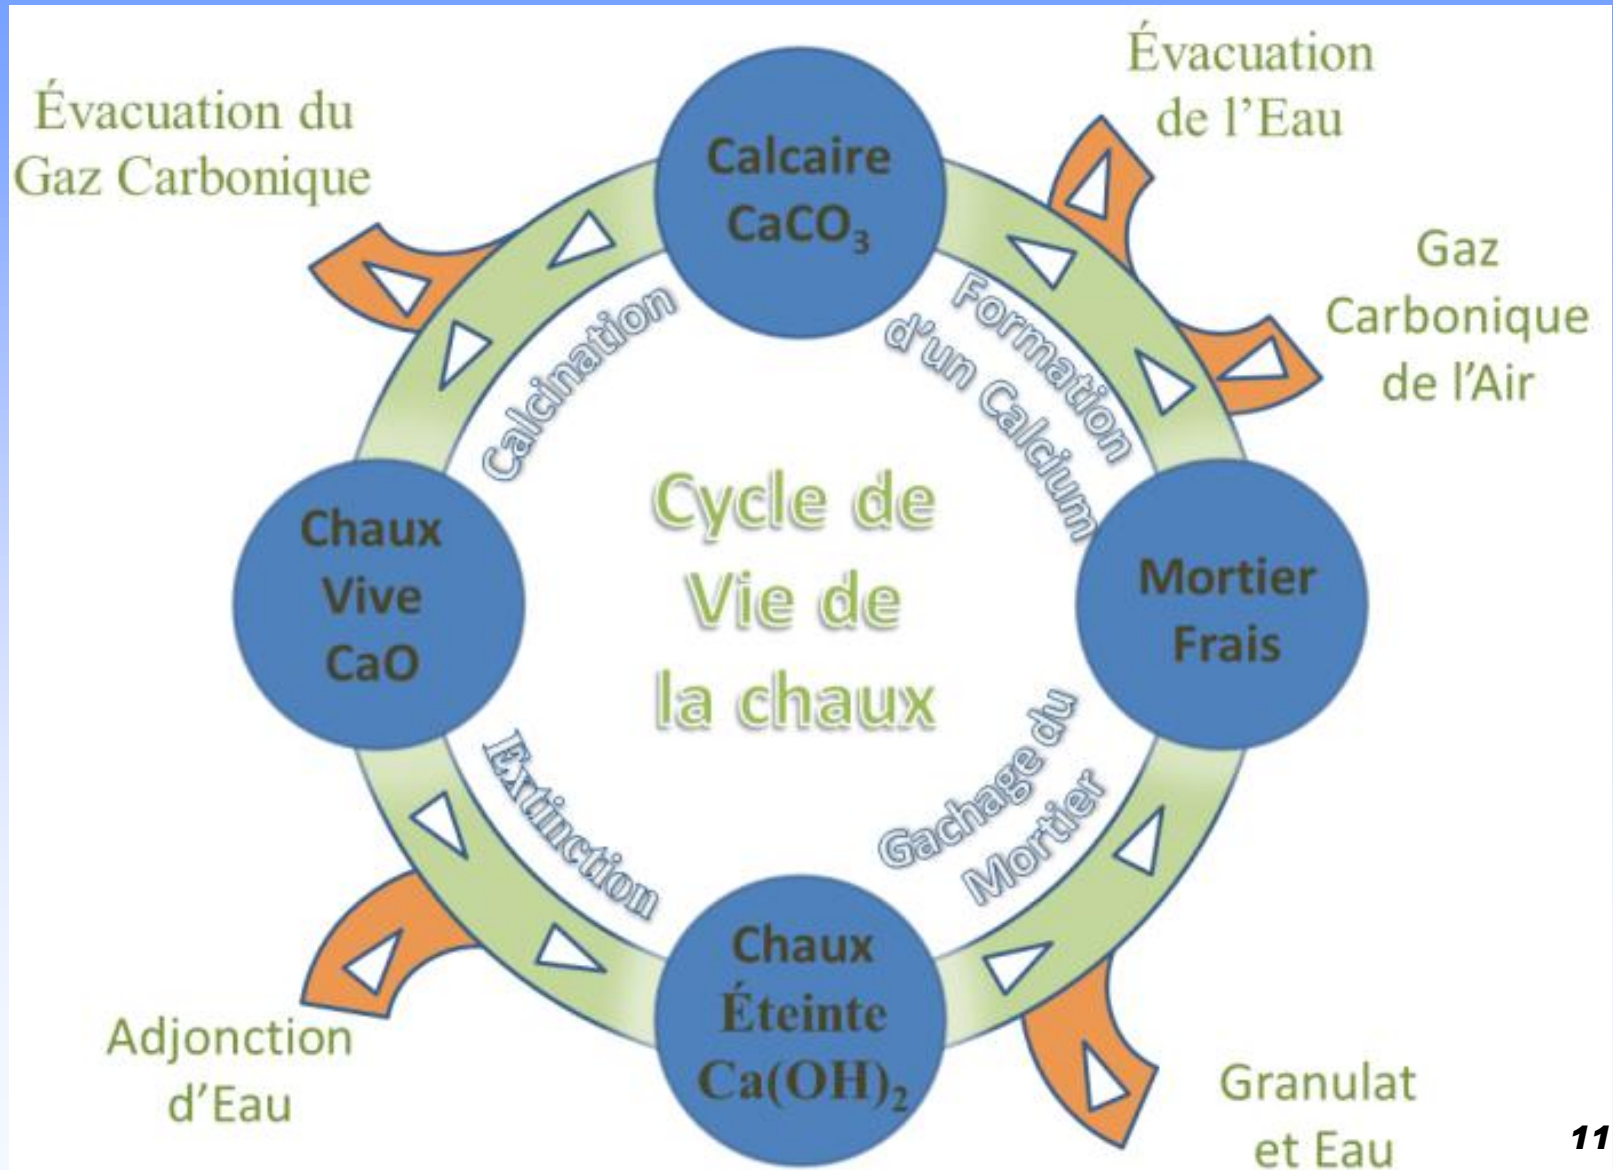 Évacuation du
Gaz Carbonique
Calcaire
CaCO₃
Évacuation
de l'Eau
Gaz
Carbonique
de l'Air
Calcination
Formation
d'un Calcium
Chaux
Vive
CaO
Cycle de
Vie de
la chaux
Mortier
Frais
Extinction
Gachage du
Mortier
Chaux
Éteinte
Ca(OH)₂
Adjonction
d'Eau
Granulat
et Eau
11